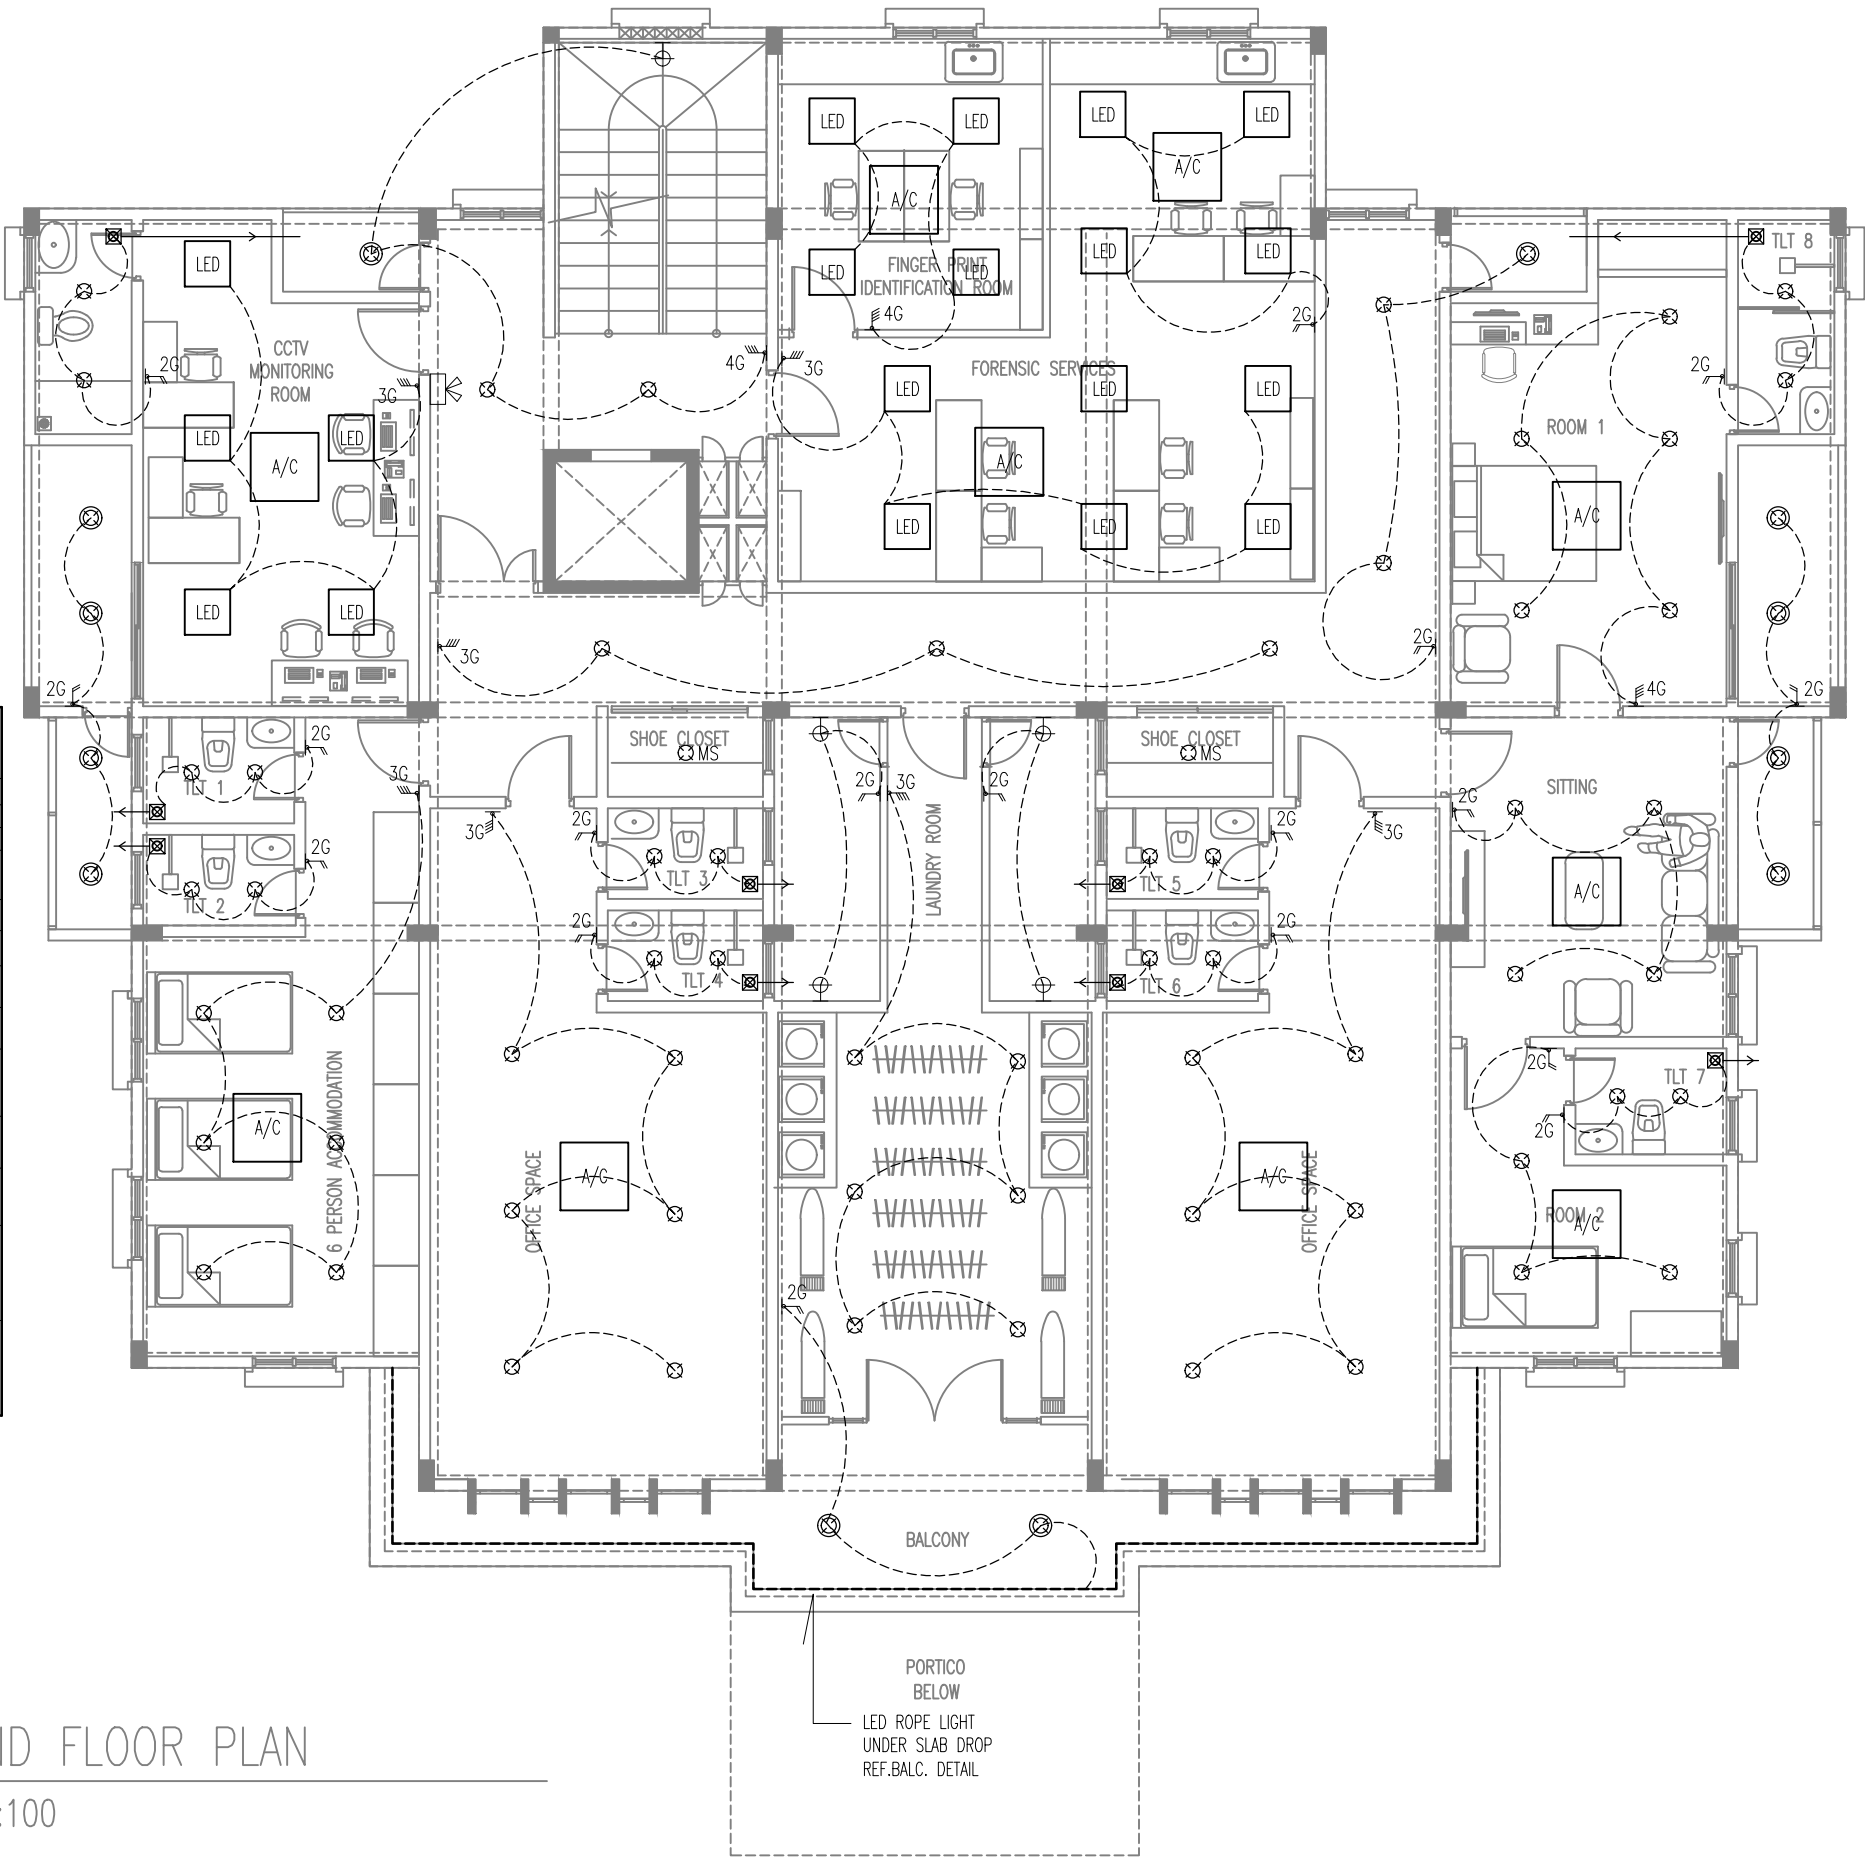 LED
LED
LED
LED
A/C
A/C
TLT 8
LED
LED
LED
FINGER PRINT
LED
LED
LED
IDENTIFICATION ROOM
4G
2G
CCTV
MONITORING
ROOM
2G
3G
4G
3G
FORENSIC SERVICES
LED
LED
LED
2G
ROOM 1
LED
LED
A/C
A/C
A/C
LED
LED
LED
LED
LED
3G
2G
2G
4G
2G
2G
SHOE CLOSET
MS
SHOE CLOSET
MS
TLT 1
3G
2G
3G
2G
SITTING
2G
3G
2G
2G
3G
2G
LAUNDRY ROOM
TLT 3
TLT 5
TLT 2
A/C
2G
2G
TLT 4
TLT 6
2G
TLT 7
6 PERSON ACCOMMODATION
A/C
2G
OFFICE SPACE
A/C
OFFICE SPACE
A/C
ROOM 2
A/C
2G
BALCONY
PORTICO
BELOW
LED ROPE LIGHT
UNDER SLAB DROP
REF.BALC. DETAIL
ND FLOOR PLAN
:100